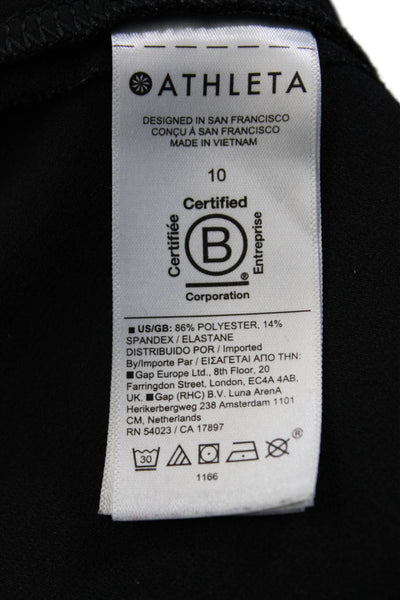 ATHLETA
DESIGNED IN SAN FRANCISCO
CONÇU À SAN FRANCISCO
MADE IN VIETNAM
10
Certified
Certifiée
B
Entreprise
®
Corporation
■ US/GB: 86% POLYESTER, 14%
SPANDEX / ELASTANE
DISTRIBUIDO POR / Imported
By/Importe Par / ΕΙΣΑΓΕΤΑΙ ΑΠΟ ΤΗΝ:
■ Gap Europe Ltd., 8th Floor, 20
Farringdon Street, London, EC4A 4AB,
UK. ■ Gap (RHC) B.V. Luna ArenA
Herikerbergweg 238 Amsterdam 1101
CM, Netherlands
RN 54023 / CA 17897
30 ®
1166